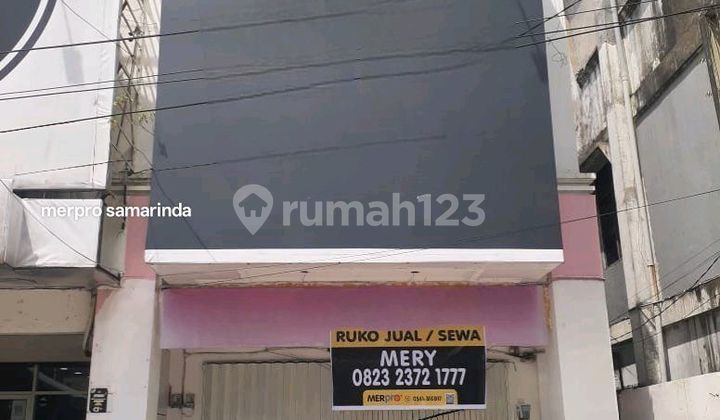 merpro samarinda
rumah123
RUKO JUAL / SEWA
MERY
0823 2372 1777
MERpro